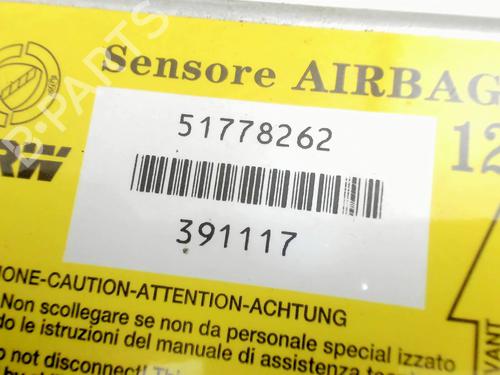 Sensore AIRBAG
51778262
12
RW
391117
IONE-CAUTION-ATTENTION-ACHTUNG
Non scollegare se non da personale special izzato
do le istruzioni del manuale di assistenza
not disconnect!
VANT
B-PARTS